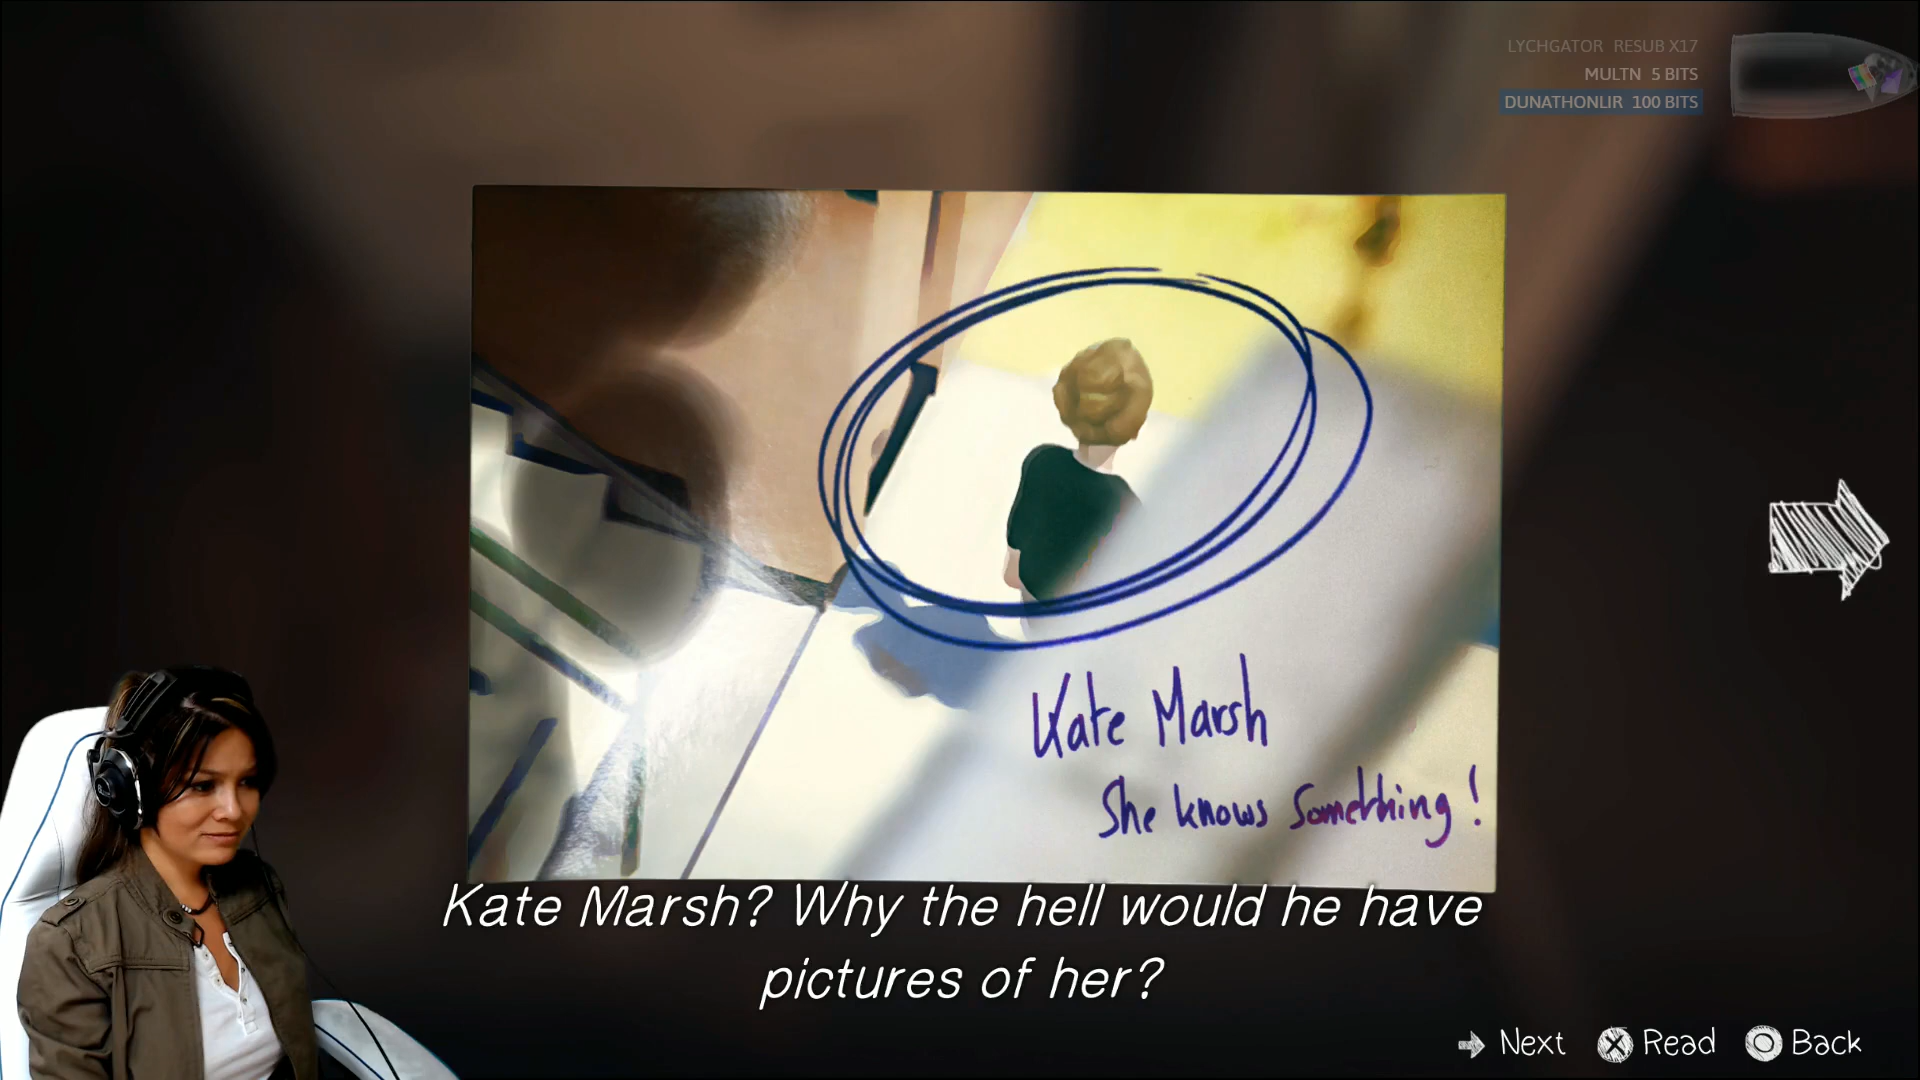 LYCHGATOR RESUB X17
MULTN 5 BITS
DUNATHONLIR 100 BITS
Kate Marsh
She knows Something!
Kate Marsh? Why the hell would he have
pictures of her?
Next Read Back